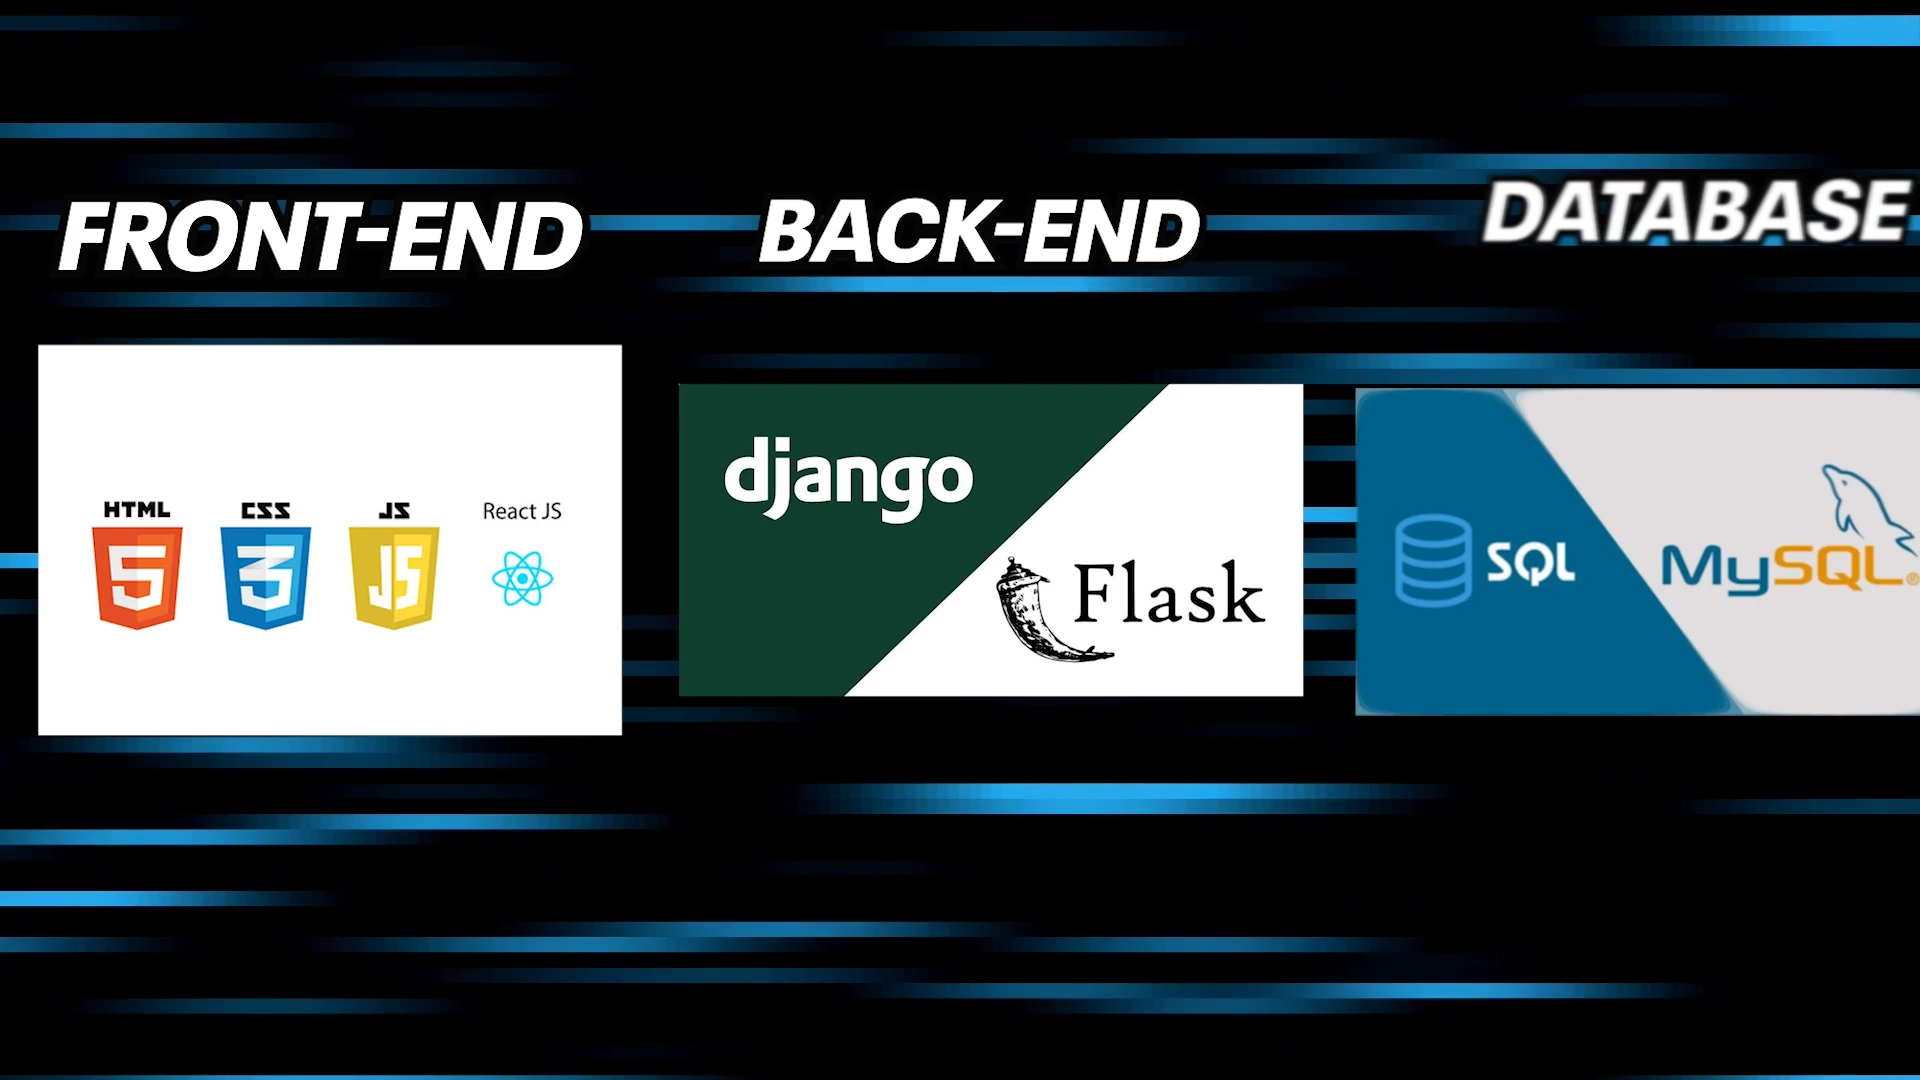 FRONT-END
BACK-END
DATABASE
HTML
CSS
JS
React JS
5
3
JS
django
Flask
SQL
MySQL®